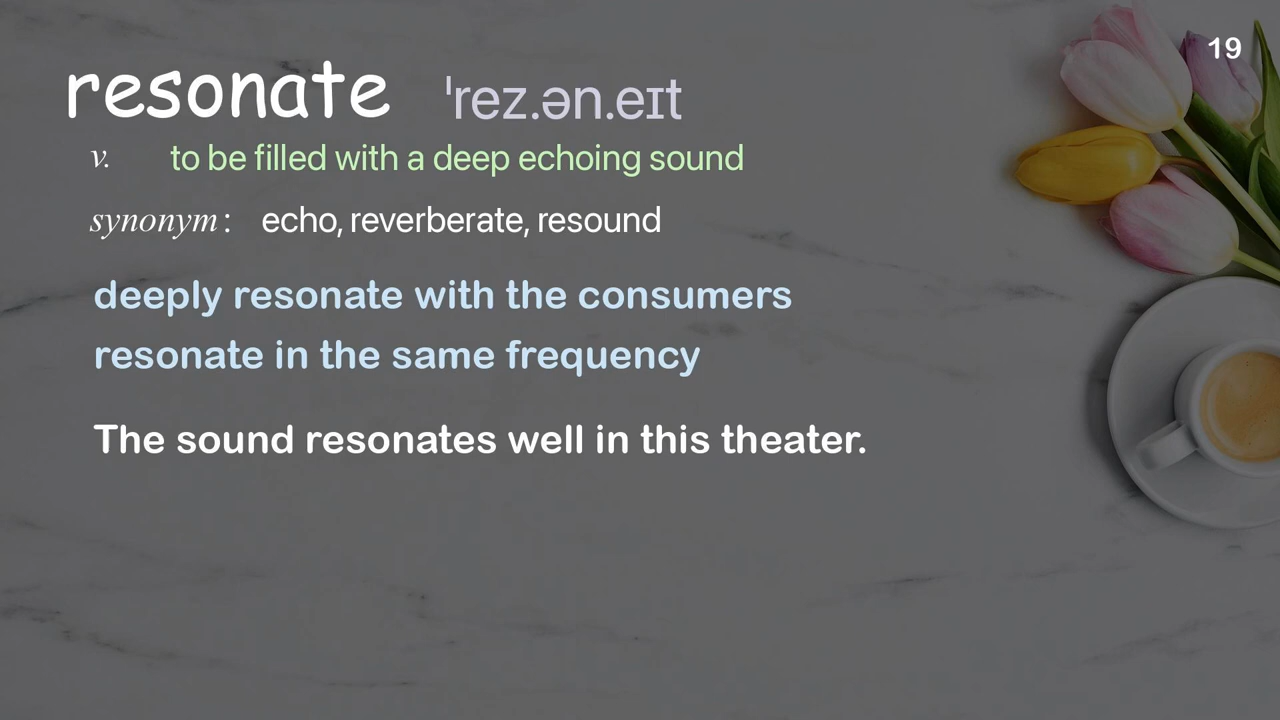 19
resonate ˈrez.ən.eɪt
v. to be filled with a deep echoing sound
synonym: echo, reverberate, resound
deeply resonate with the consumers
resonate in the same frequency
The sound resonates well in this theater.